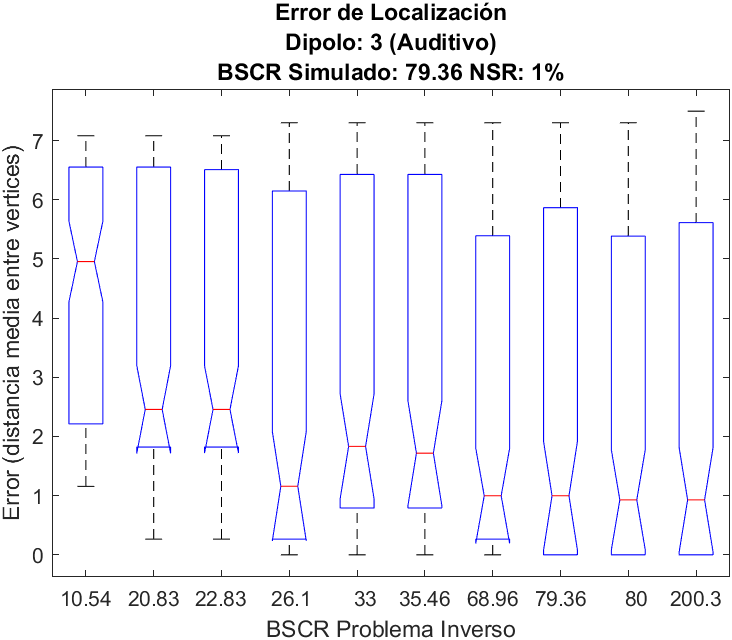 Error de Localización
Dipolo: 3 (Auditivo)
BSCR Simulado: 79.36 NSR: 1%
Error (distancia media entre vertices)
7
6
5
4
3
2
1
0
10.54 20.83 22.83 26.1 33 35.46 68.96 79.36 80 200.3
BSCR Problema Inverso